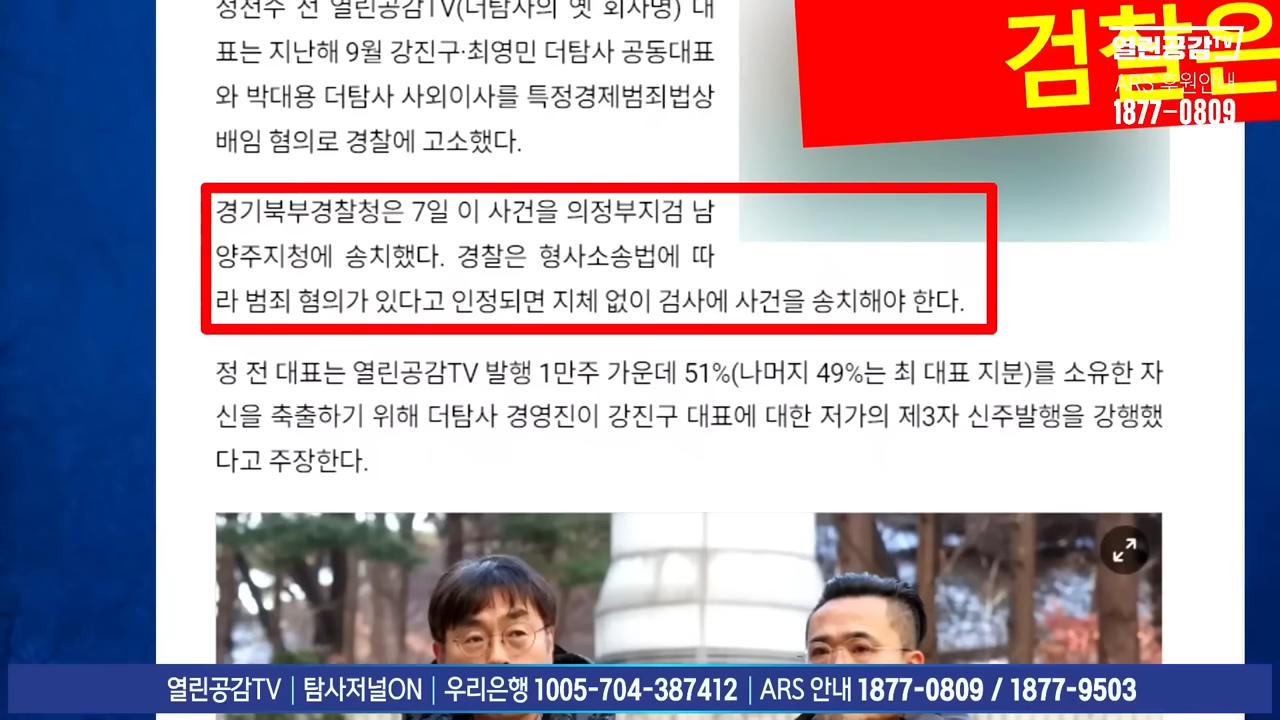 정천수 전 열린공감TV(더탐사의 옛 회사명) 대
표는 지난해 9월 강진구·최영민 더탐사 공동대표
와 박대용 더탐사 사외이사를 특정경제범죄법상
배임 혐의로 경찰에 고소했다.
경기북부경찰청은 7일 이 사건을 의정부지검 남
양주지청에 송치했다. 경찰은 형사소송법에 따
라 범죄 혐의가 있다고 인정되면 지체 없이 검사에 사건을 송치해야 한다.
정 전 대표는 열린공감TV 발행 1만주 가운데 51%(나머지 49%는 최 대표 지분)를 소유한 자
신을 축출하기 위해 더탐사 경영진이 강진구 대표에 대한 저가의 제3자 신주발행을 강행했
다고 주장한다.
검찰은
열린공감TV
ARS 후원안내
1877-0809
열린공감TV | 탐사저널ON | 우리은행 1005-704-387412 | ARS 안내 1877-0809 / 1877-9503